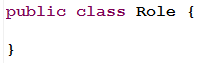 public class Role {
}